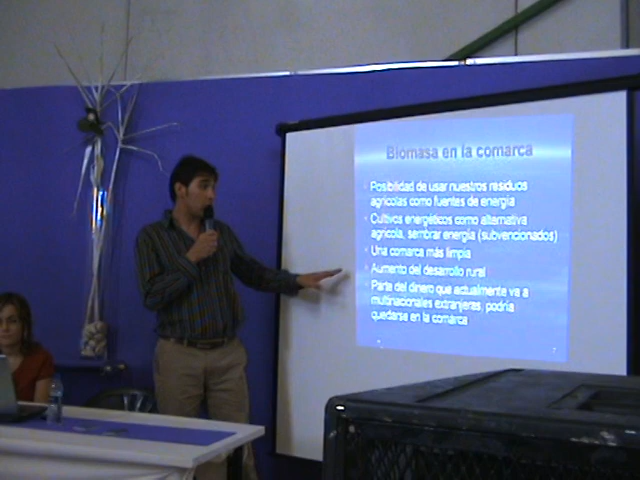 Biomasa en la comarca
Posibilidad de usar nuestros residuos
agrícolas como fuentes de energía
Cultivos energéticos como alternativa
agricola, sembrar energía (subvencionados)
Una comarca más limpia
Aumento del desarrollo rural
Parte del dinero que actualmente va a
multinacionales extranjeras, podría
quedarse en la comarca